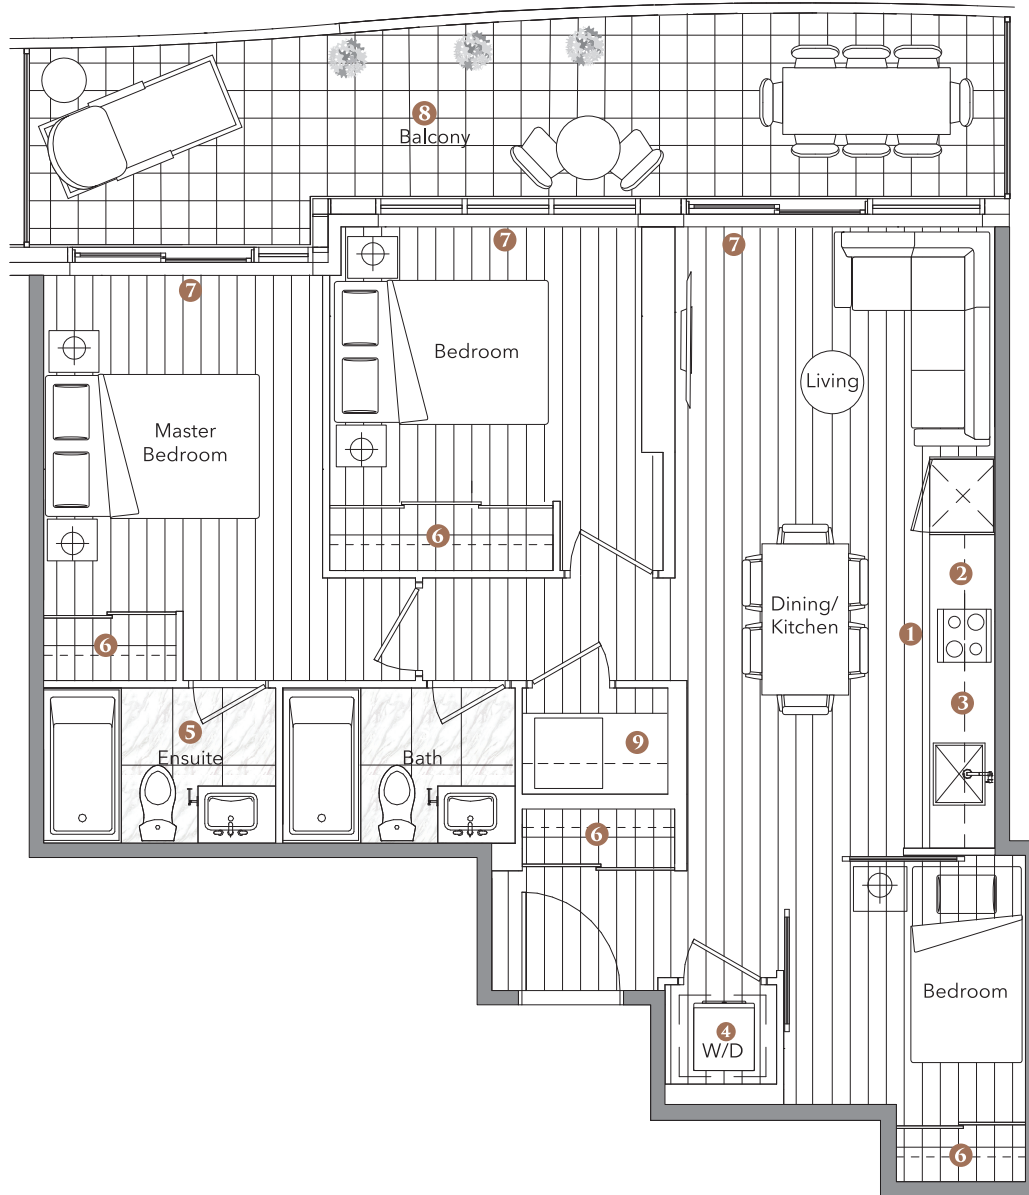 8
Balcony
7
7
7
Bedroom
Living
Master
Bedroom
6
2
Dining/
Kitchen
1
6
3
5
Ensuite
Bath
9
6
Bedroom
4
W/D
6